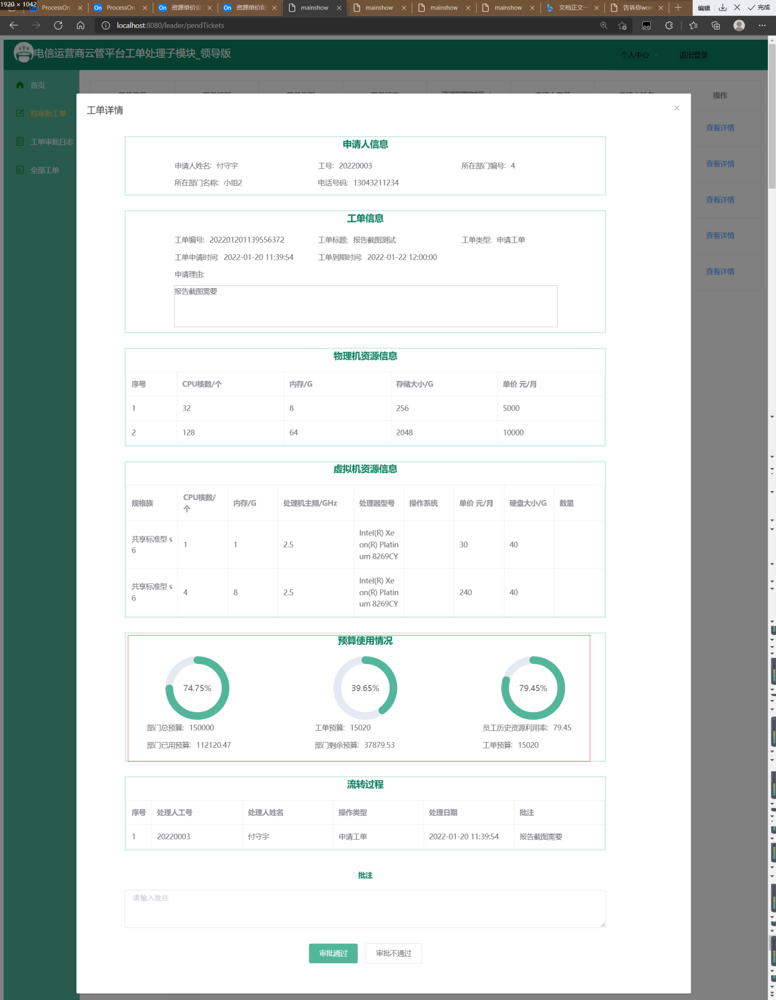 1920 × 1042
ProcessOn
On ProcessOn
On 资源单价设
On 资源单价配
mainshow
mainshow
mainshow
mainshow
文档正文一
告诉你wor
编辑
完成
localhost:8080/leader/pendTickets
电信运营商云管平台工单处理子模块_领导版
个人中心
退出登录
首页
待审批工单
工单审批日志
全部工单
操作
查看详情
查看详情
查看详情
查看详情
查看详情
工单详情
申请人信息
申请人姓名: 付守宇 工号: 20220003 所在部门编号: 4
所在部门名称: 小组2 电话号码: 13043211234
工单信息
工单编号: 202201201139556372 工单标题: 报告截图测试 工单类型: 申请工单
工单申请时间: 2022-01-20 11:39:54 工单到期时间: 2022-01-22 12:00:00
申请理由:
报告截图需要
物理机资源信息
序号 CPU核数/个 内存/G 存储大小/G 单价 元/月
1 32 8 256 5000
2 128 64 2048 10000
虚拟机资源信息
规格族 CPU核数/个 内存/G 处理机主频/GHz 处理器型号 操作系统 单价 元/月 硬盘大小/G 数量
共享标准型 s6 1 1 2.5 Intel(R) Xeon(R) Platinum 8269CY 30 40
共享标准型 s6 4 8 2.5 Intel(R) Xeon(R) Platinum 8269CY 240 40
预算使用情况
74.75% 39.65% 79.45%
部门总预算: 150000 工单预算: 15020 员工历史资源利用率: 79.45
部门已用预算: 112120.47 部门剩余预算: 37879.53 工单预算: 15020
流转过程
序号 处理人工号 处理人姓名 操作类型 处理日期 批注
1 20220003 付守宇 申请工单 2022-01-20 11:39:54 报告截图需要
批注
请输入批注
审批通过 审批不通过